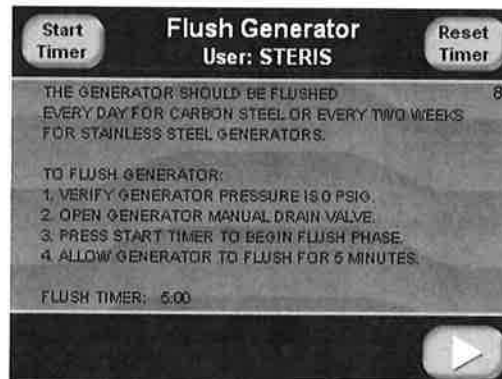 Start Timer
Flush Generator
User: STERIS
Reset Timer
8
THE GENERATOR SHOULD BE FLUSHED
EVERY DAY FOR CARBON STEEL OR EVERY TWO WEEKS
FOR STAINLESS STEEL GENERATORS.
TO FLUSH GENERATOR:
1. VERIFY GENERATOR PRESSURE IS 0 PSIG.
2. OPEN GENERATOR MANUAL DRAIN VALVE.
3. PRESS START TIMER TO BEGIN FLUSH PHASE.
4. ALLOW GENERATOR TO FLUSH FOR 5 MINUTES.
FLUSH TIMER: 5:00